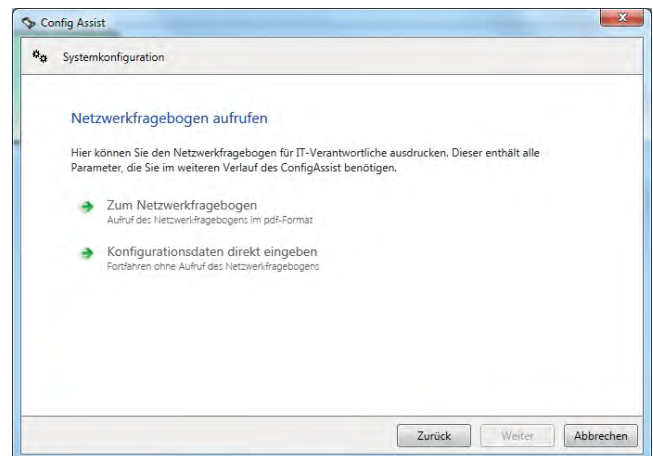 Config Assist
Systemkonfiguration
Netzwerkfragebogen aufrufen
Hier können Sie den Netzwerkfragebogen für IT-Verantwortliche ausdrucken. Dieser enthält alle
Parameter, die Sie im weiteren Verlauf des ConfigAssist benötigen.
Zum Netzwerkfragebogen
Aufruf des Netzwerkfragebogens im pdf-Format
Konfigurationsdaten direkt eingeben
Fortfahren ohne Aufruf des Netzwerkfragebogens
Zurück Weiter Abbrechen